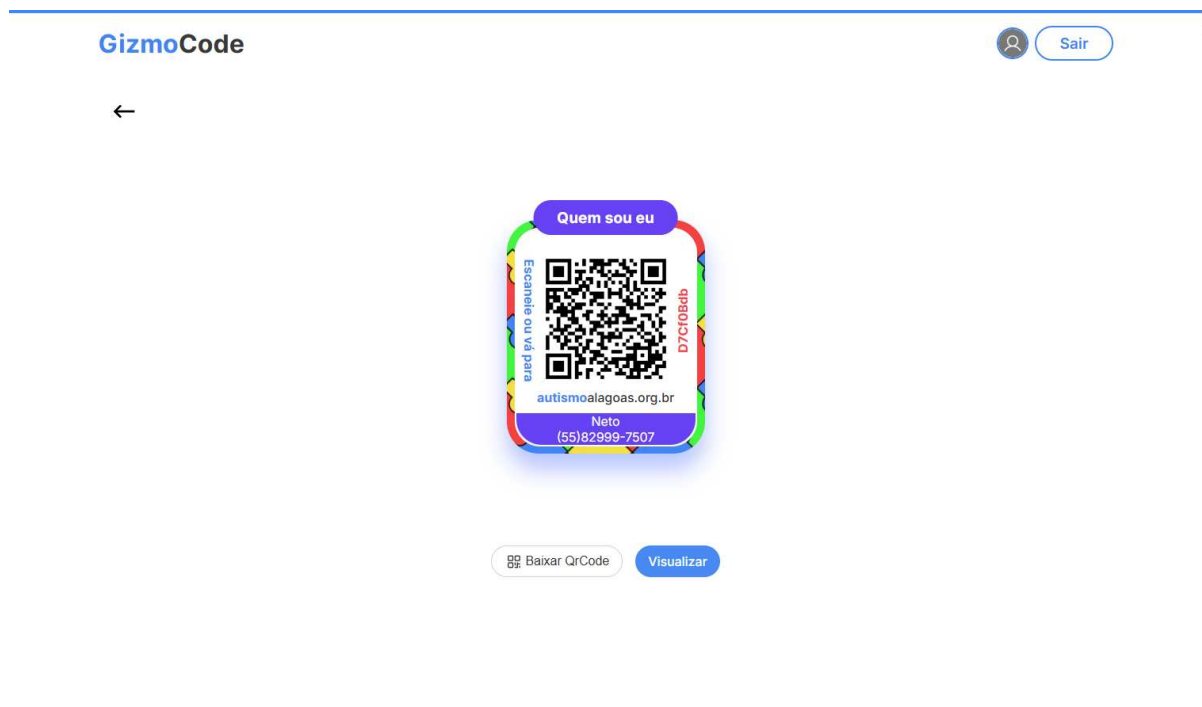 GizmoCode
Sair
Quem sou eu
Escaneie ou vá para
D7Cf0Bdb
autismoalagoas.org.br
Neto
(55)82999-7507
Baixar QrCode
Visualizar